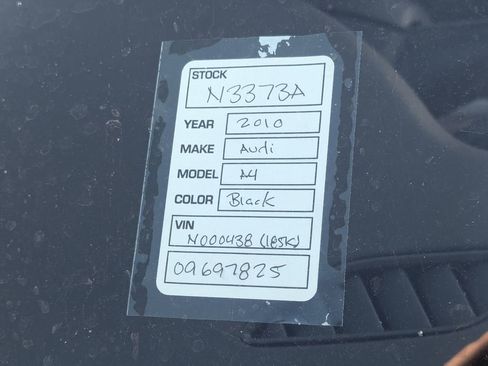 STOCK
N3373A
YEAR 2010
MAKE Audi
MODEL A4
COLOR Black
VIN
N000438 (185K)
09697825